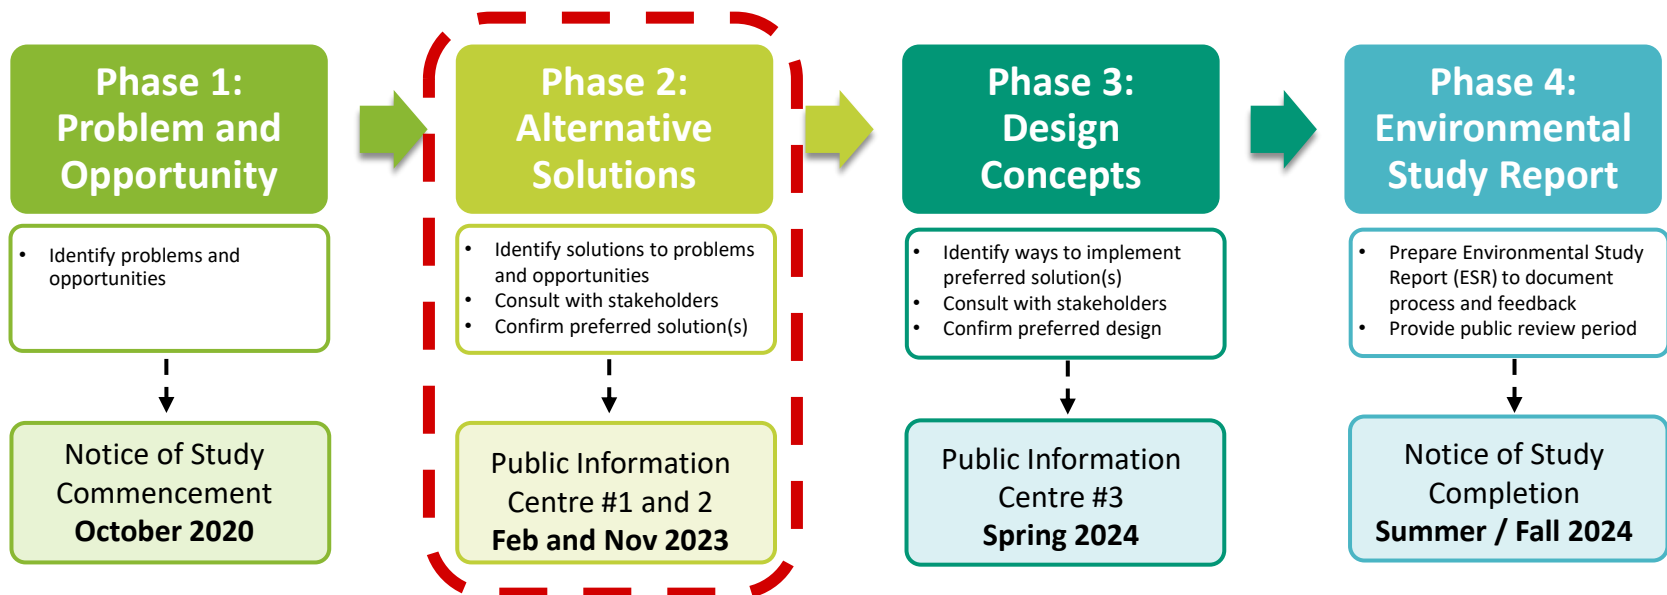 Phase 1:
Problem and
Opportunity
• Identify problems and
opportunities
Notice of Study
Commencement
October 2020
Phase 2:
Alternative
Solutions
• Identify solutions to problems
and opportunities
• Consult with stakeholders
• Confirm preferred solution(s)
Public Information
Centre #1 and 2
Feb and Nov 2023
Phase 3:
Design
Concepts
• Identify ways to implement
preferred solution(s)
• Consult with stakeholders
• Confirm preferred design
Public Information
Centre #3
Spring 2024
Phase 4:
Environmental
Study Report
• Prepare Environmental Study
Report (ESR) to document
process and feedback
• Provide public review period
Notice of Study
Completion
Summer / Fall 2024